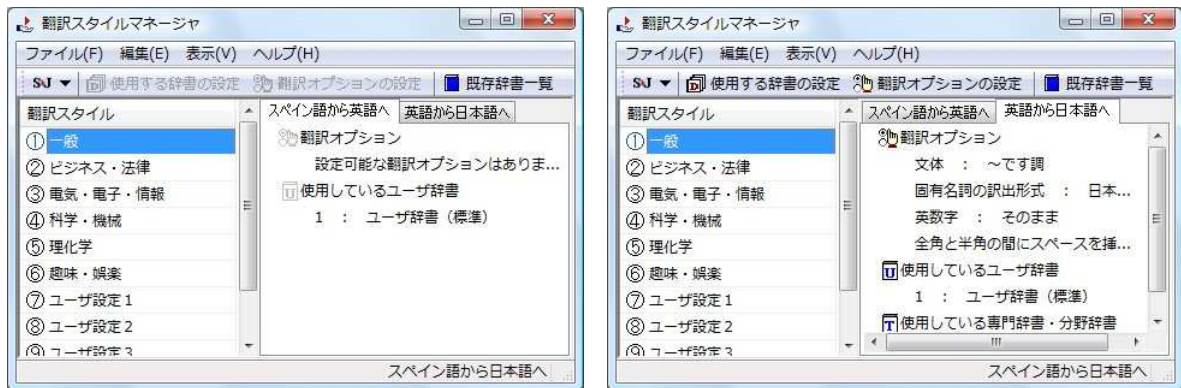 翻訳スタイルマネージャ
ファイル(F) 編集(E) 表示(V) ヘルプ(H)
SJ 使用する辞書の設定 翻訳オプションの設定 既存辞書一覧
翻訳スタイル
① 一般
② ビジネス・法律
③ 電気・電子・情報
④ 科学・機械
⑤ 理化学
⑥ 趣味・娯楽
⑦ ユーザ設定1
⑧ ユーザ設定2
⑨ ユーザ設定3
スペイン語から英語へ 英語から日本語へ
翻訳オプション
設定可能な翻訳オプションはありま...
使用しているユーザ辞書
1 : ユーザ辞書(標準)
スペイン語から日本語へ
翻訳スタイルマネージャ
ファイル(F) 編集(E) 表示(V) ヘルプ(H)
SJ 使用する辞書の設定 翻訳オプションの設定 既存辞書一覧
翻訳スタイル
① 一般
② ビジネス・法律
③ 電気・電子・情報
④ 科学・機械
⑤ 理化学
⑥ 趣味・娯楽
⑦ ユーザ設定1
⑧ ユーザ設定2
⑨ ユーザ設定3
スペイン語から英語へ 英語から日本語へ
翻訳オプション
文体 : ~です調
固有名詞の訳出形式 : 日本...
英数字 : そのまま
全角と半角の間にスペースを挿...
U 使用しているユーザ辞書
1 : ユーザ辞書(標準)
T 使用している専門辞書・分野辞書
スペイン語から日本語へ